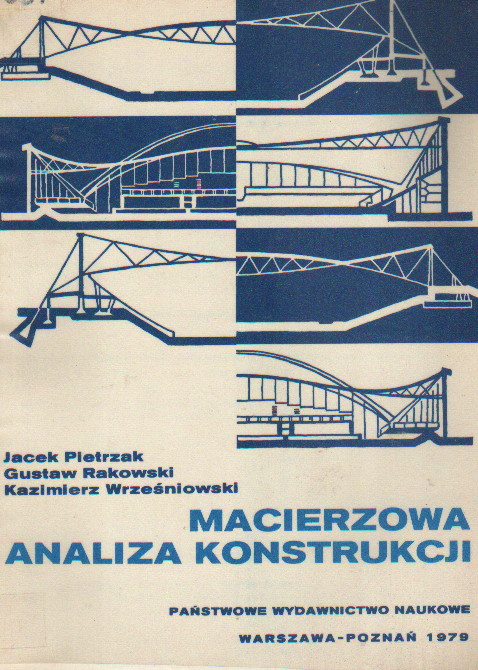 Jacek Pietrzak
Gustaw Rakowski
Kazimierz Wrześniowski
MACIERZOWA
ANALIZA KONSTRUKCJI
PAŃSTWOWE WYDAWNICTWO NAUKOWE
WARSZAWA-POZNAŃ 1979